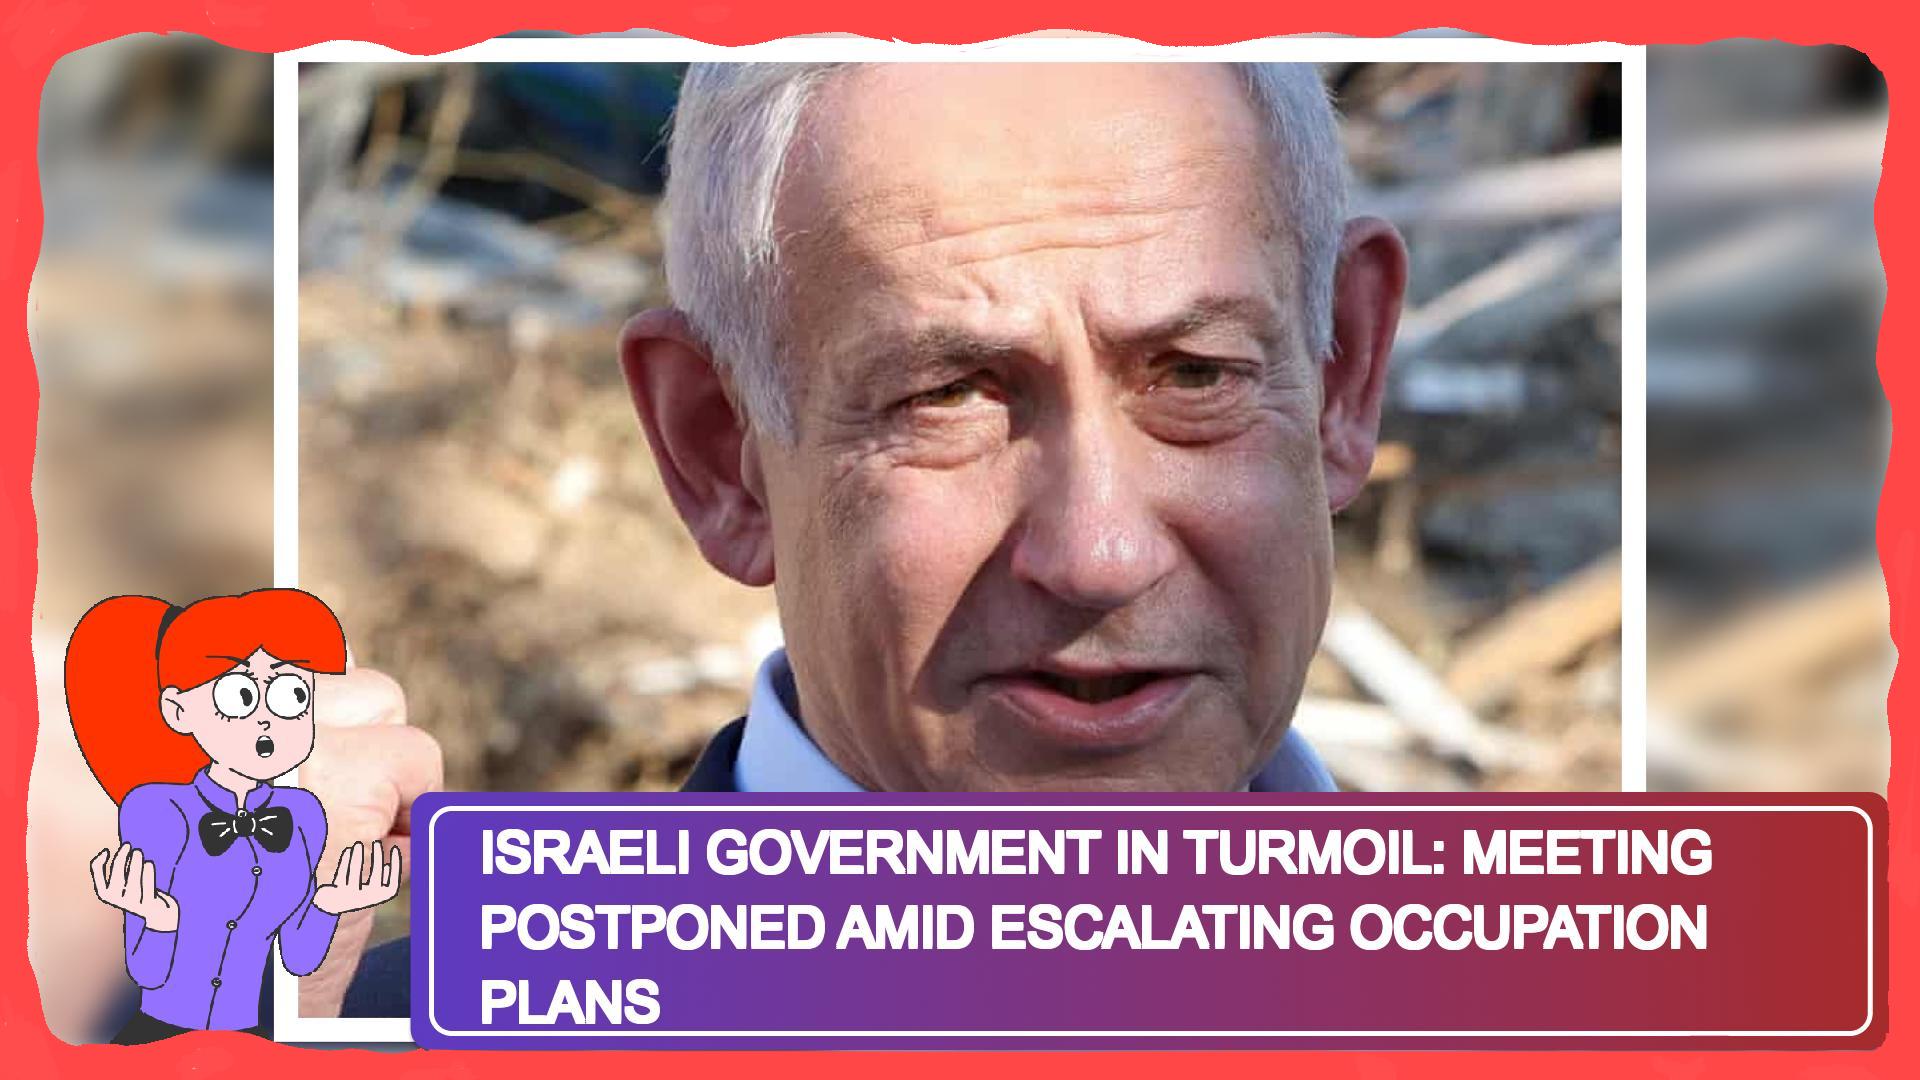 ISRAELI GOVERNMENT IN TURMOIL: MEETING
POSTPONED AMID ESCALATING OCCUPATION
PLANS